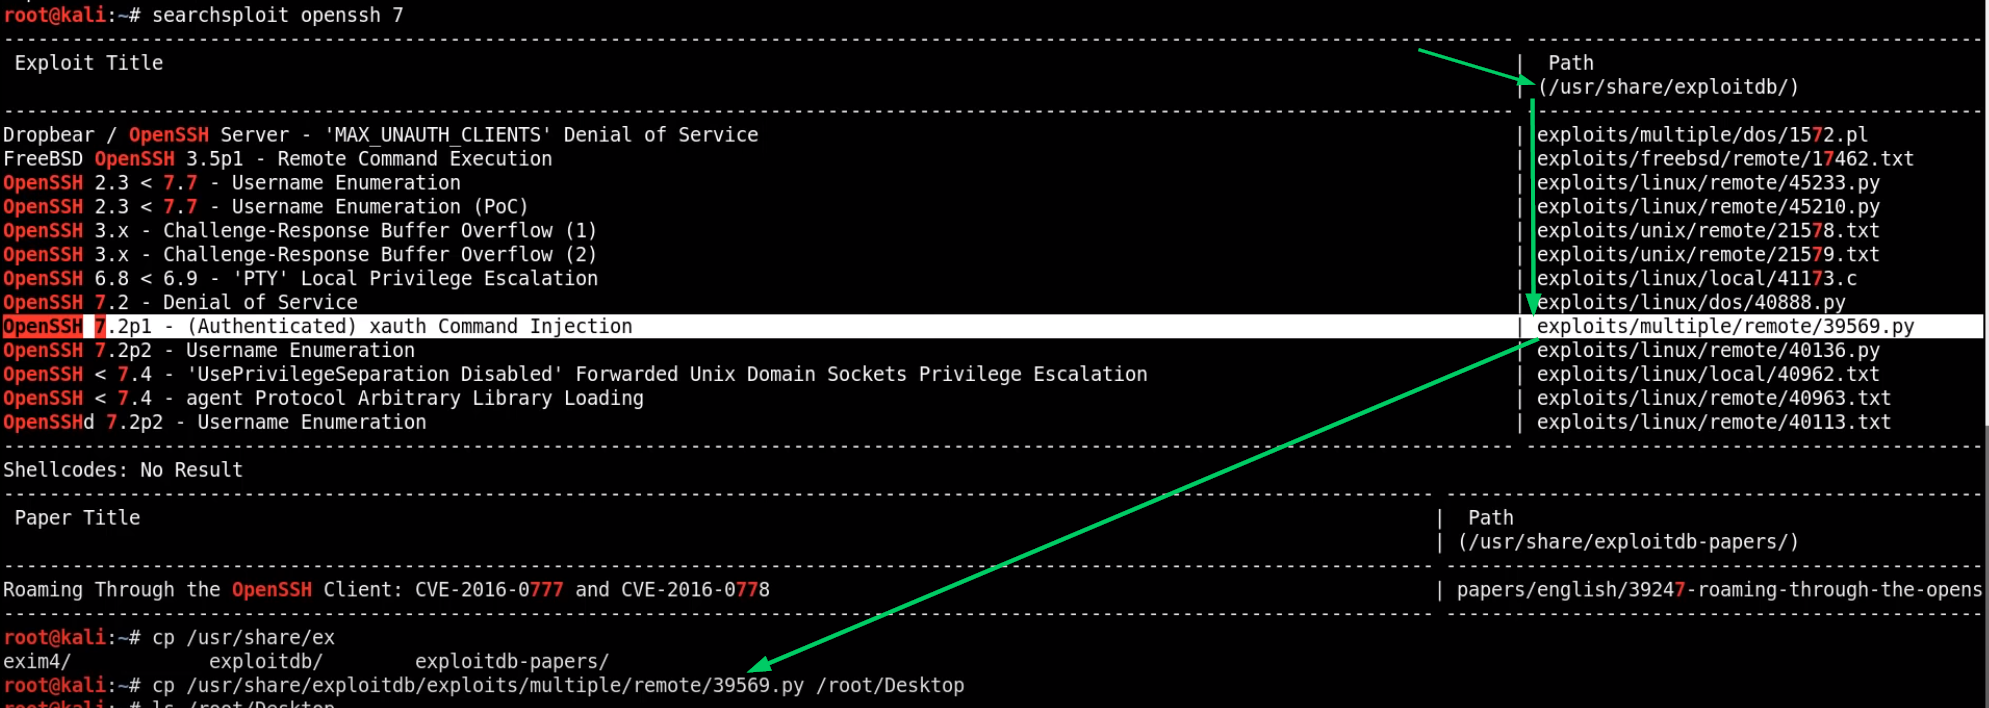 root@kali:~# searchsploit openssh 7
Exploit Title | Path
| (/usr/share/exploitdb/)
Dropbear / OpenSSH Server - 'MAX_UNAUTH_CLIENTS' Denial of Service | exploits/multiple/dos/1572.pl
FreeBSD OpenSSH 3.5p1 - Remote Command Execution | exploits/freebsd/remote/17462.txt
OpenSSH 2.3 < 7.7 - Username Enumeration | exploits/linux/remote/45233.py
OpenSSH 2.3 < 7.7 - Username Enumeration (PoC) | exploits/linux/remote/45210.py
OpenSSH 3.x - Challenge-Response Buffer Overflow (1) | exploits/unix/remote/21578.txt
OpenSSH 3.x - Challenge-Response Buffer Overflow (2) | exploits/unix/remote/21579.txt
OpenSSH 6.8 < 6.9 - 'PTY' Local Privilege Escalation | exploits/linux/local/41173.c
OpenSSH 7.2 - Denial of Service | exploits/linux/dos/40888.py
OpenSSH 7.2p1 - (Authenticated) xauth Command Injection | exploits/multiple/remote/39569.py
OpenSSH 7.2p2 - Username Enumeration | exploits/linux/remote/40136.py
OpenSSH < 7.4 - 'UsePrivilegeSeparation Disabled' Forwarded Unix Domain Sockets Privilege Escalation | exploits/linux/local/40962.txt
OpenSSH < 7.4 - agent Protocol Arbitrary Library Loading | exploits/linux/remote/40963.txt
OpenSSHd 7.2p2 - Username Enumeration | exploits/linux/remote/40113.txt
Shellcodes: No Result
Paper Title | Path
| (/usr/share/exploitdb-papers/)
Roaming Through the OpenSSH Client: CVE-2016-0777 and CVE-2016-0778 | papers/english/39247-roaming-through-the-opens
root@kali:~# cp /usr/share/ex
exim4/ exploitdb/ exploitdb-papers/
root@kali:~# cp /usr/share/exploitdb/exploits/multiple/remote/39569.py /root/Desktop
root@kali:~# ls /root/Desktop